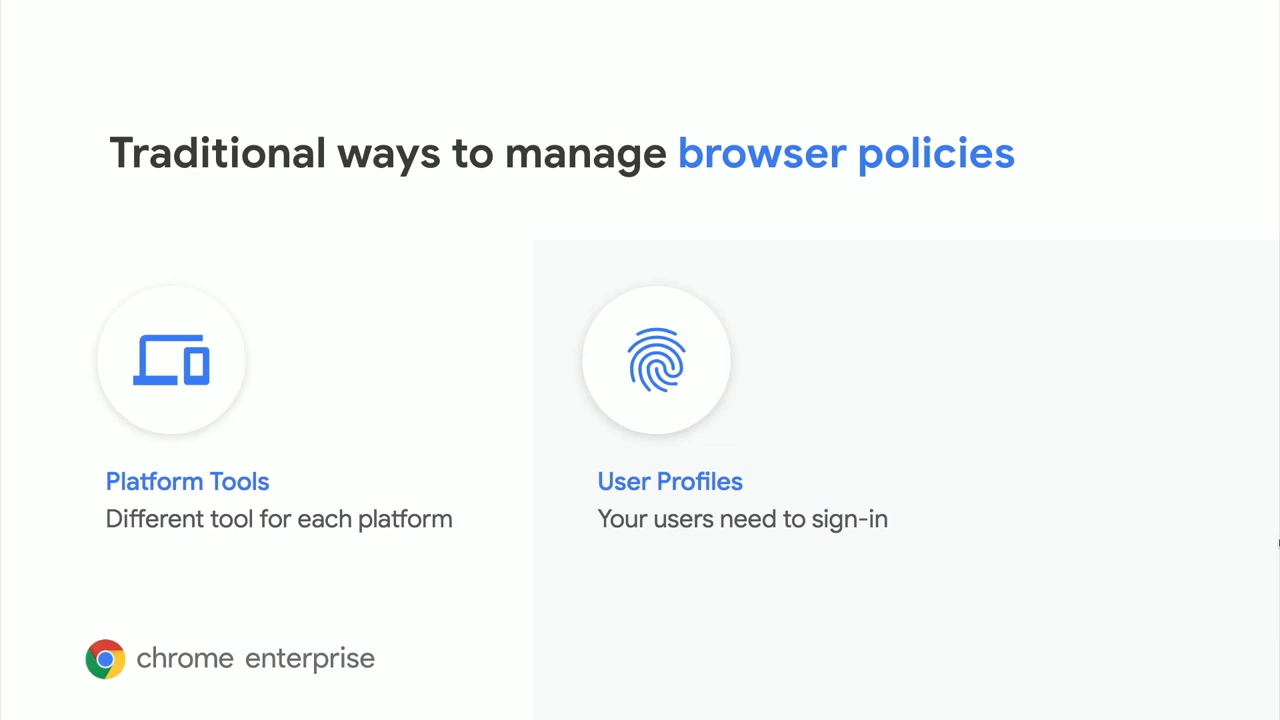 Traditional ways to manage browser policies
Platform Tools
Different tool for each platform
User Profiles
Your users need to sign-in
chrome enterprise